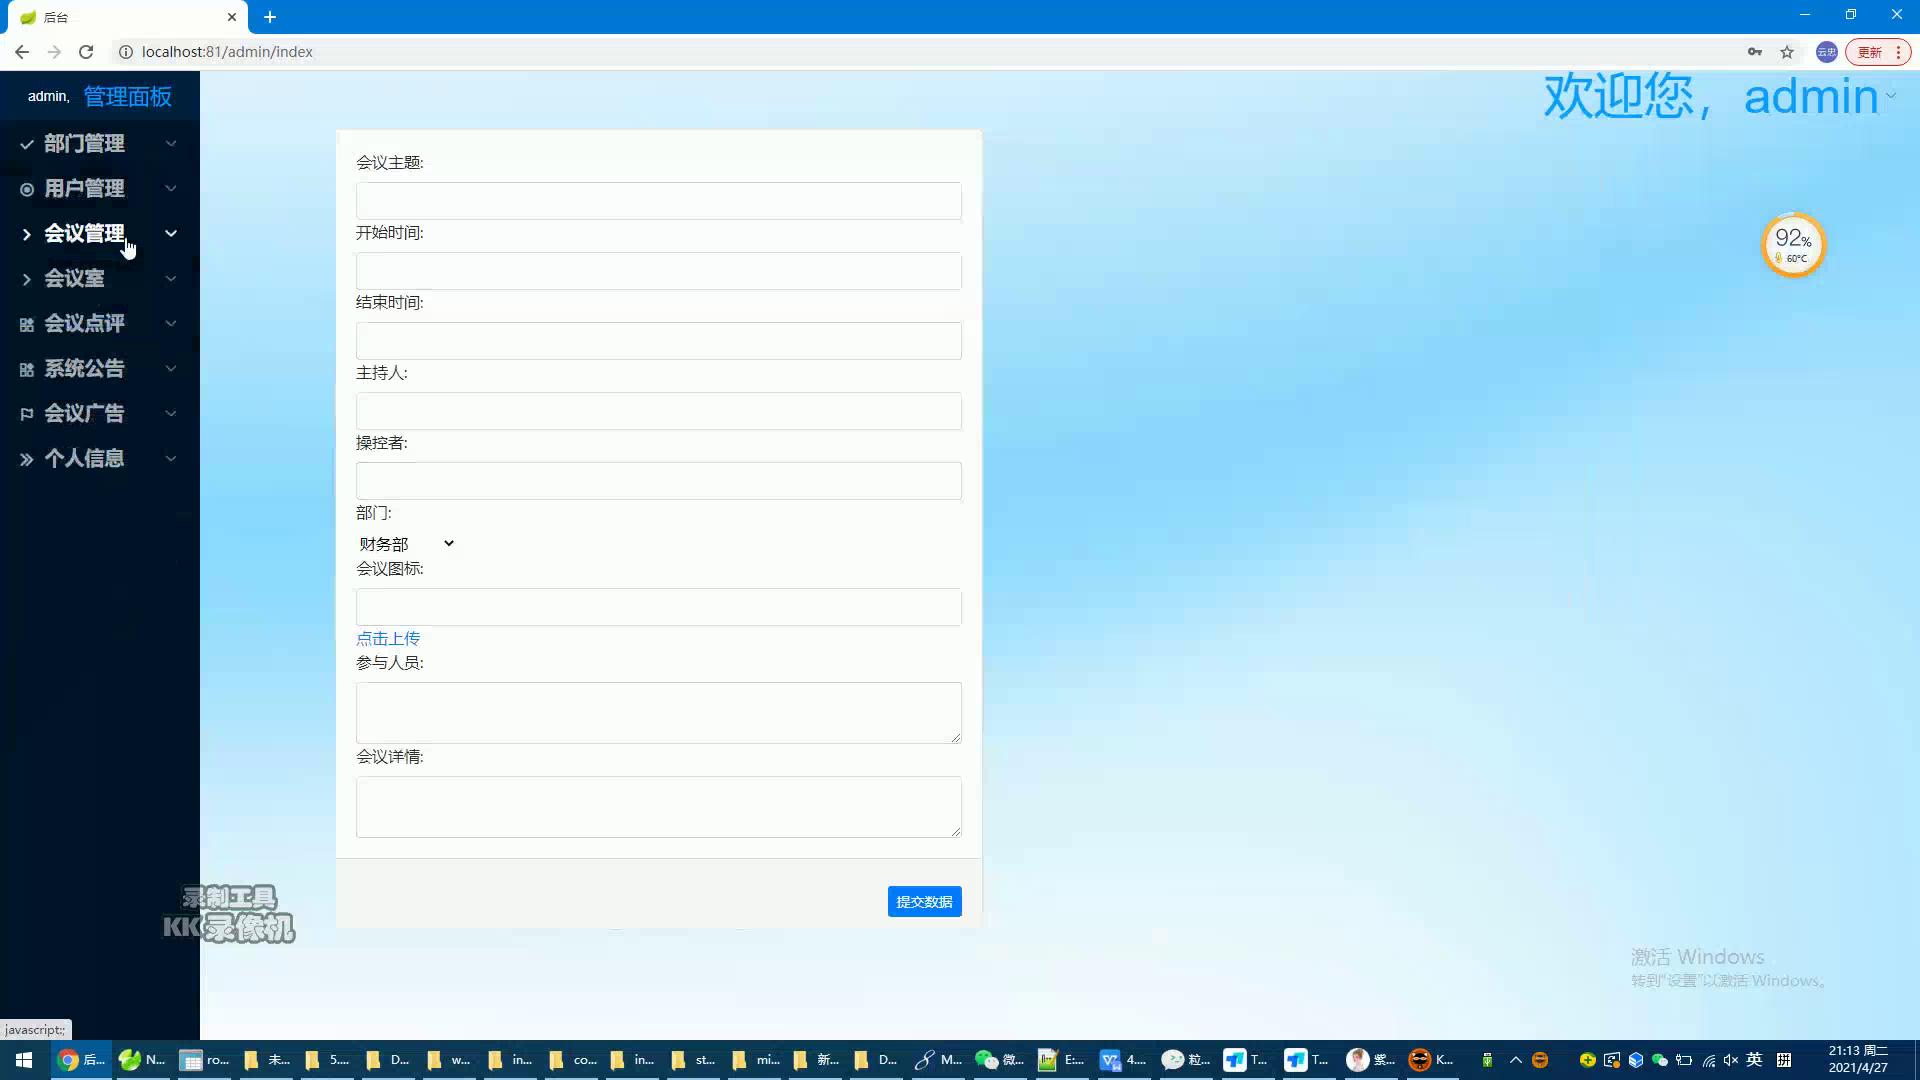 后台
localhost:81/admin/index
云忠
更新
admin,
管理面板
欢迎您，admin
部门管理
用户管理
会议管理
会议室
会议点评
系统公告
会议广告
个人信息
会议主题:
开始时间:
结束时间:
主持人:
操控者:
部门:
财务部
会议图标:
点击上传
参与人员:
会议详情:
提交数据
92%
60°C
录制工具
KK录像机
激活 Windows
转到"设置"以激活 Windows。
javascript:;
后...
N...
ro...
未...
5....
D...
w...
in...
co...
in...
st...
mi...
新...
D...
M...
微...
E:...
4....
粒...
T...
T...
紫...
K...
英
拼
21:13 周二
2021/4/27